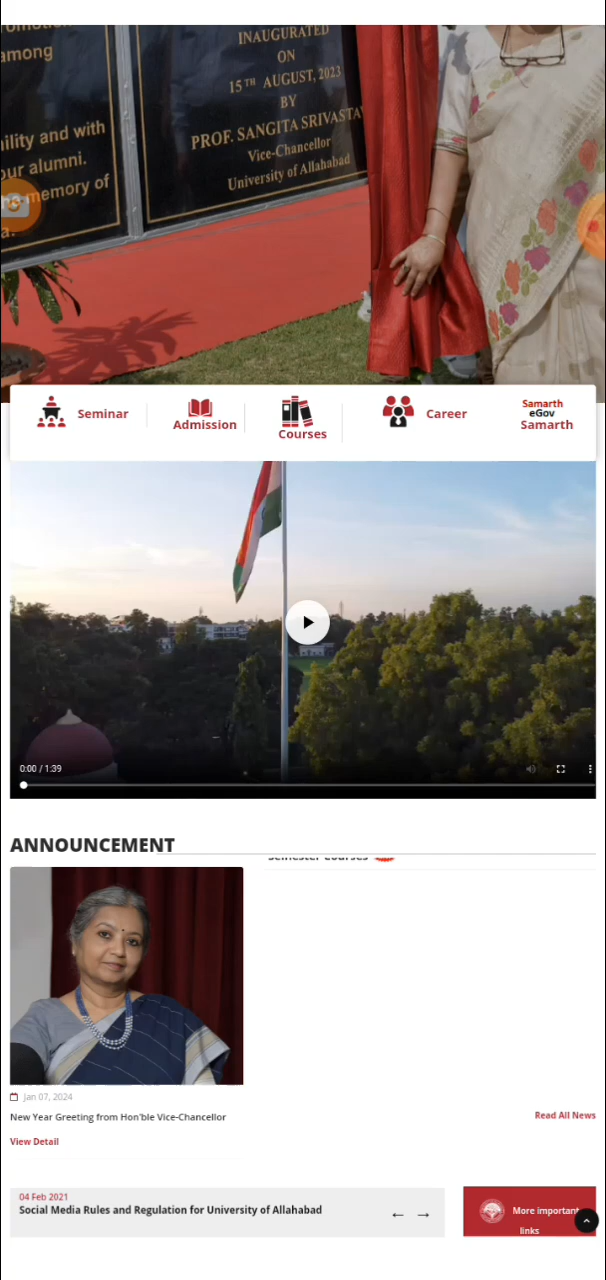 among
ility and with
our alumni.
memory of
a.
INAUGURATED
ON
15TH AUGUST, 2023
BY
PROF. SANGITA SRIVASTA
Vice-Chancellor
University of Allahabad
Seminar
Admission
Courses
Career
Samarth
eGov
Samarth
0:00 / 1:39
ANNOUNCEMENT
Semester Courses
Jan 07, 2024
New Year Greeting from Hon'ble Vice-Chancellor
View Detail
Read All News
04 Feb 2021
Social Media Rules and Regulation for University of Allahabad
← →
More important
links